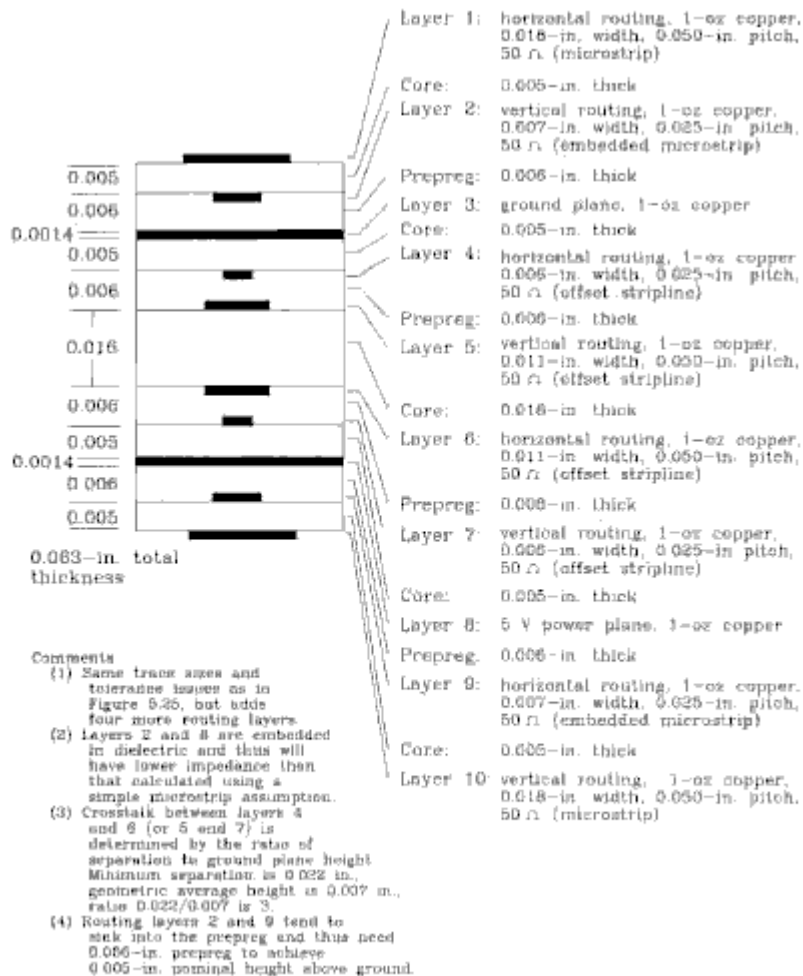 Layer 1: horizontal routing, 1-oz copper,
0.018-in. width, 0.050-in. pitch,
50 Ω (microstrip)
Core: 0.005-in. thick
Layer 2: vertical routing, 1-oz copper,
0.007-in. width, 0.025-in. pitch,
50 Ω (embedded microstrip)
Prepreg: 0.006-in. thick
Layer 3: ground plane, 1-oz copper
Core: 0.005-in. thick
Layer 4: horizontal routing, 1-oz copper
0.006-in. width, 0.025-in. pitch,
50 Ω (offset stripline)
Prepreg: 0.006-in. thick
Layer 5: vertical routing, 1-oz copper,
0.011-in. width, 0.050-in. pitch,
50 Ω (offset stripline)
Core: 0.016-in. thick
Layer 6: horizontal routing, 1-oz copper,
0.011-in. width, 0.050-in. pitch,
50 Ω (offset stripline)
Prepreg: 0.006-in. thick
Layer 7: vertical routing, 1-oz copper,
0.006-in. width, 0.025-in. pitch,
50 Ω (offset stripline)
Core: 0.005-in. thick
Layer 8: 5 V power plane, 1-oz copper
Prepreg. 0.006-in thick
Layer 9: horizontal routing, 1-oz copper,
0.007-in. width, 0.025-in. pitch,
50 Ω (embedded microstrip)
Core: 0.005-in. thick
Layer 10: vertical routing, 1-oz copper,
0.018-in. width, 0.050-in. pitch,
50 Ω (microstrip)
0.005
0.006
0.0014
0.005
0.006
0.016
0.006
0.005
0.0014
0.006
0.005
0.063-in. total
thickness
Comments
(1) Same trace sizes and
tolerance issues as in
Figure 5.25, but adds
four more routing layers.
(2) Layers 2 and 8 are embedded
in dielectric and thus will
have lower impedance than
that calculated using a
simple microstrip assumption.
(3) Crosstalk between layers 4
and 6 (or 5 and 7) is
determined by the ratio of
separation to ground plane height
Minimum separation is 0.022 in.,
geometric average height is 0.007 in.,
ratio 0.022/0.007 is 3.
(4) Routing layers 2 and 9 tend to
sink into the prepreg and thus need
0.006-in. prepreg to achieve
0.005-in. nominal height above ground.